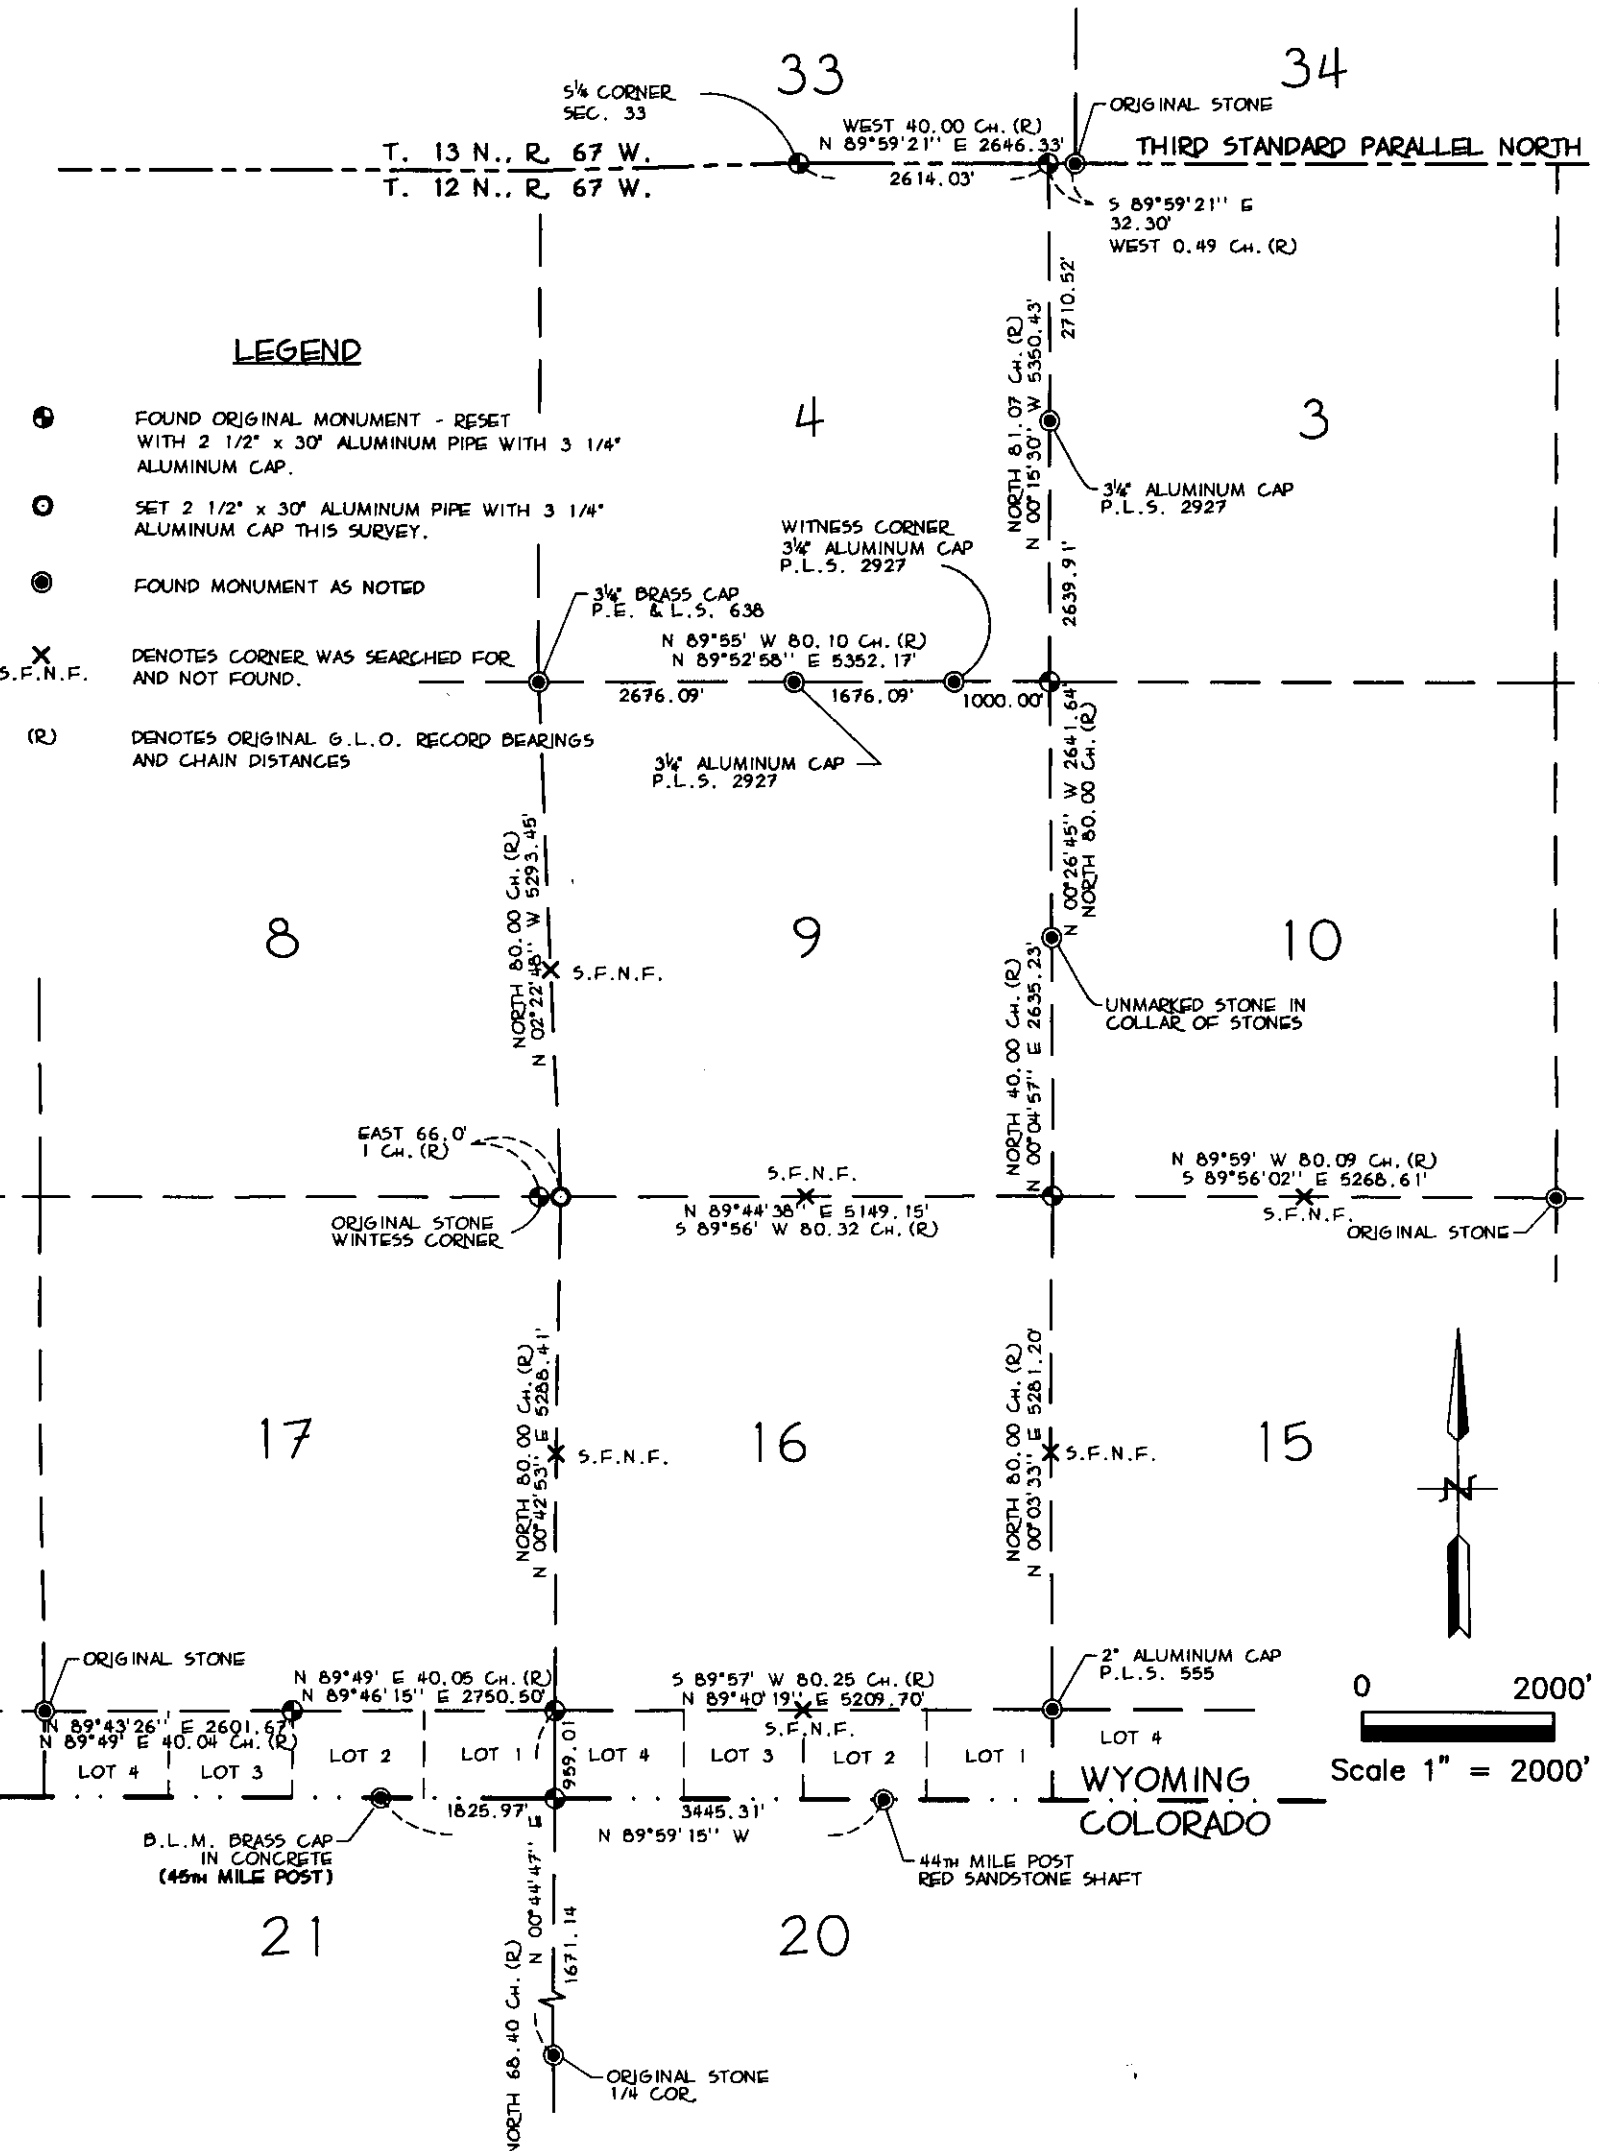 33
34
S¼ CORNER
SEC. 33
ORIGINAL STONE
WEST 40.00 CH. (R)
N 89°59'21" E 2646.33'
THIRD STANDARD PARALLEL NORTH
T. 13 N., R. 67 W.
T. 12 N., R. 67 W.
2614.03'
S 89°59'21" E
32.30'
WEST 0.49 CH. (R)
2710.52'
NORTH 81.07 CH. (R)
N 00°15'30" W 5350.43'
2639.91'
LEGEND
FOUND ORIGINAL MONUMENT - RESET
WITH 2 1/2" x 30" ALUMINUM PIPE WITH 3 1/4"
ALUMINUM CAP.
SET 2 1/2" x 30" ALUMINUM PIPE WITH 3 1/4"
ALUMINUM CAP THIS SURVEY.
FOUND MONUMENT AS NOTED
S.F.N.F.
DENOTES CORNER WAS SEARCHED FOR
AND NOT FOUND.
(R)
DENOTES ORIGINAL G.L.O. RECORD BEARINGS
AND CHAIN DISTANCES
4
3
3¼" ALUMINUM CAP
P.L.S. 2927
WITNESS CORNER
3¼" ALUMINUM CAP
P.L.S. 2927
3¼" BRASS CAP
P.E. & L.S. 638
N 89°55' W 80.10 CH. (R)
N 89°52'58" E 5352.17'
2676.09'
1676.09'
1000.00'
3¼" ALUMINUM CAP
P.L.S. 2927
N 00°26'45" W 2641.64'
NORTH 80.00 CH. (R)
NORTH 80.00 CH. (R)
N 02°22'48" W 5293.45'
8
9
10
S.F.N.F.
UNMARKED STONE IN
COLLAR OF STONES
NORTH 40.00 CH. (R)
N 00°04'57" E 2635.23'
EAST 66.0'
1 CH. (R)
ORIGINAL STONE
WINTESS CORNER
S.F.N.F.
N 89°44'38" E 5149.15'
S 89°56' W 80.32 CH. (R)
N 89°59' W 80.09 CH. (R)
S 89°56'02" E 5268.61'
S.F.N.F.
ORIGINAL STONE
NORTH 80.00 CH. (R)
N 00°42'53" E 5288.41'
NORTH 80.00 CH. (R)
N 00°03'33" E 5281.20'
17
16
15
S.F.N.F.
S.F.N.F.
N
ORIGINAL STONE
N 89°49' E 40.05 CH. (R)
N 89°46'15" E 2750.50'
S 89°57' W 80.25 CH. (R)
N 89°40'19" E 5209.70'
S.F.N.F.
2" ALUMINUM CAP
P.L.S. 555
N 89°43'26" E 2601.67'
N 89°49' E 40.04 CH. (R)
LOT 4
LOT 3
LOT 2
LOT 1
959.01
LOT 4
LOT 3
LOT 2
LOT 1
LOT 4
0 2000'
Scale 1" = 2000'
WYOMING
COLORADO
1825.97'
3445.31'
N 89°59'15" W
B.L.M. BRASS CAP
IN CONCRETE
(45TH MILE POST)
44TH MILE POST
RED SANDSTONE SHAFT
21
20
N 00°44'47" E
1671.14
NORTH 68.40 CH. (R)
ORIGINAL STONE
1/4 COR.